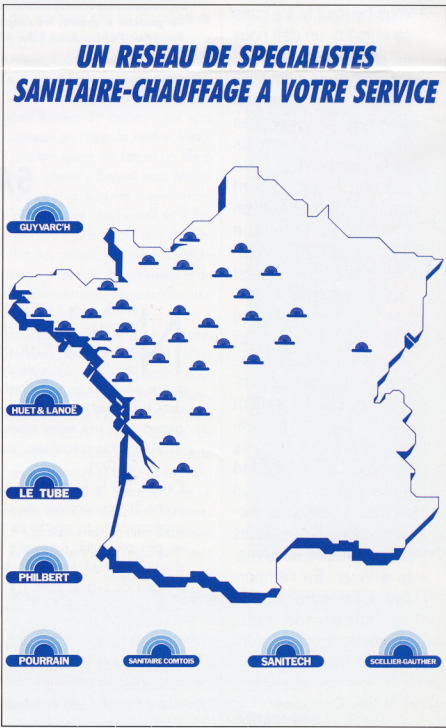 UN RESEAU DE SPECIALISTES
SANITAIRE-CHAUFFAGE A VOTRE SERVICE
GUYVARC'H
HUET & LANOË
LE TUBE
PHILBERT
POURRAIN
SANITAIRE COMTOIS
SANITECH
SCELLIER-GAUTHIER